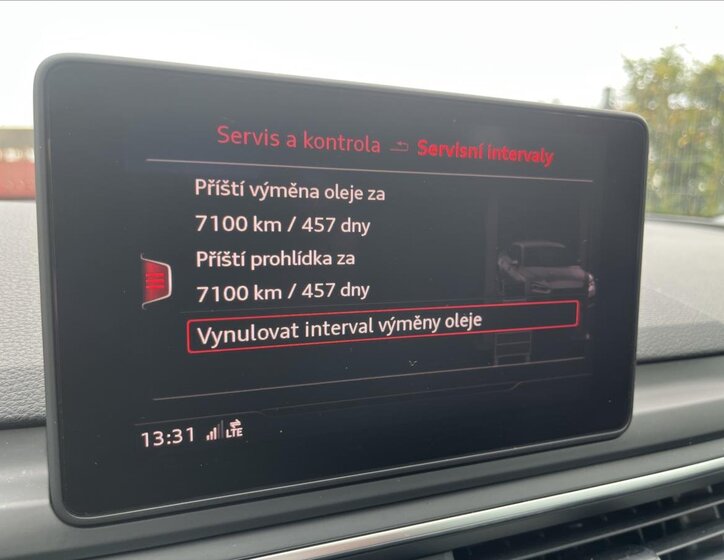 Servis a kontrola Servisní intervaly
Příští výměna oleje za
7100 km / 457 dny
Příští prohlídka za
7100 km / 457 dny
Vynulovat interval výměny oleje
13:31 LTE